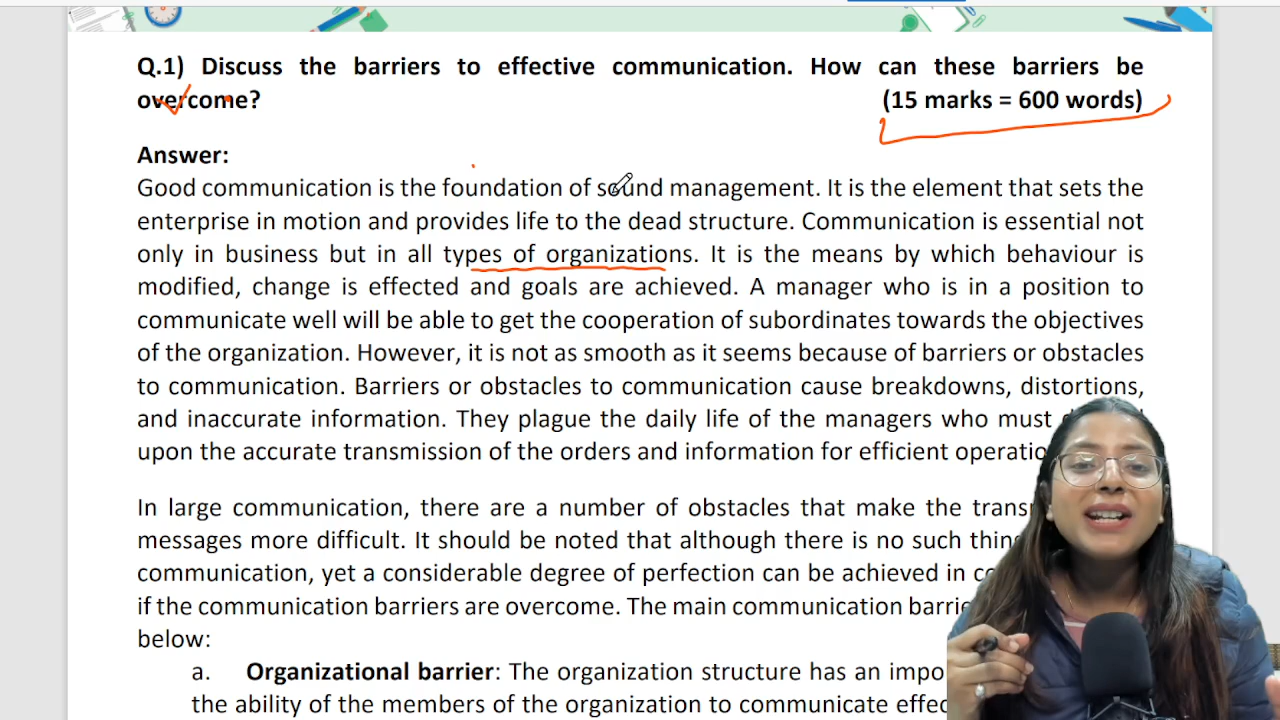 Q.1) Discuss the barriers to effective communication. How can these barriers be
overcome? (15 marks = 600 words)
Answer:
Good communication is the foundation of sound management. It is the element that sets the
enterprise in motion and provides life to the dead structure. Communication is essential not
only in business but in all types of organizations. It is the means by which behaviour is
modified, change is effected and goals are achieved. A manager who is in a position to
communicate well will be able to get the cooperation of subordinates towards the objectives
of the organization. However, it is not as smooth as it seems because of barriers or obstacles
to communication. Barriers or obstacles to communication cause breakdowns, distortions,
and inaccurate information. They plague the daily life of the managers who must
upon the accurate transmission of the orders and information for efficient
In large communication, there are a number of obstacles that make the
messages more difficult. It should be noted that although there is no such
communication, yet a considerable degree of perfection can be achieved in
if the communication barriers are overcome. The main communication
below:
a. Organizational barrier: The organization structure has an
the ability of the members of the organization to communicate